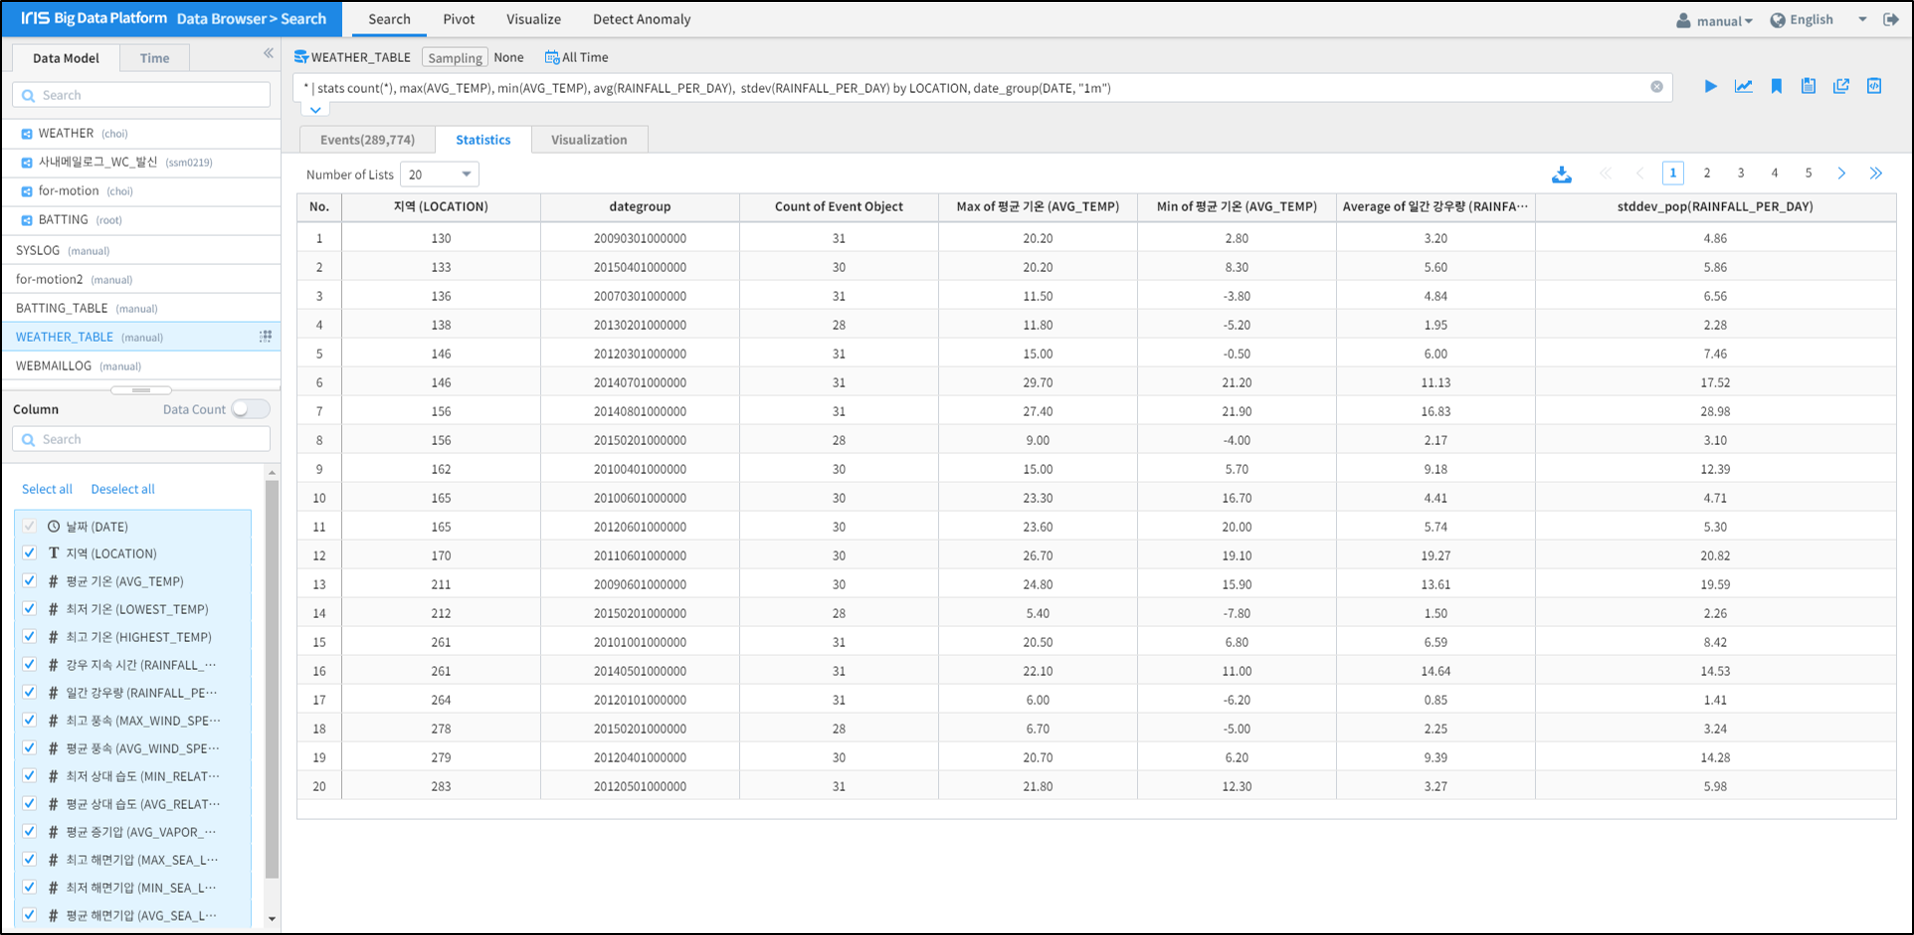 IRIS Big Data Platform Data Browser > Search
Search Pivot Visualize Detect Anomaly
manual English
Data Model Time
Search
WEATHER (choi)
사내메일로그_WC_발신 (ssm0219)
for-motion (choi)
BATTING (root)
SYSLOG (manual)
for-motion2 (manual)
BATTING_TABLE (manual)
WEATHER_TABLE (manual)
WEBMAILLOG (manual)
Column Data Count
Search
Select all Deselect all
날짜 (DATE)
T 지역 (LOCATION)
# 평균 기온 (AVG_TEMP)
# 최저 기온 (LOWEST_TEMP)
# 최고 기온 (HIGHEST_TEMP)
# 강우 지속 시간 (RAINFALL_···
# 일간 강우량 (RAINFALL_PE···
# 최고 풍속 (MAX_WIND_SPE···
# 평균 풍속 (AVG_WIND_SPE···
# 최저 상대 습도 (MIN_RELAT···
# 평균 상대 습도 (AVG_RELAT···
# 평균 증기압 (AVG_VAPOR_···
# 최고 해면기압 (MAX_SEA_L···
# 최저 해면기압 (MIN_SEA_L···
# 평균 해면기압 (AVG_SEA_L···
WEATHER_TABLE Sampling None All Time
* | stats count(*), max(AVG_TEMP), min(AVG_TEMP), avg(RAINFALL_PER_DAY), stdev(RAINFALL_PER_DAY) by LOCATION, date_group(DATE, "1m")
Events(289,774) Statistics Visualization
Number of Lists 20 1 2 3 4 5
No. 지역 (LOCATION) dategroup Count of Event Object Max of 평균 기온 (AVG_TEMP) Min of 평균 기온 (AVG_TEMP) Average of 일간 강우량 (RAINFA··· stddev_pop(RAINFALL_PER_DAY)
1 130 20090301000000 31 20.20 2.80 3.20 4.86
2 133 20150401000000 30 20.20 8.30 5.60 5.86
3 136 20070301000000 31 11.50 -3.80 4.84 6.56
4 138 20130201000000 28 11.80 -5.20 1.95 2.28
5 146 20120301000000 31 15.00 -0.50 6.00 7.46
6 146 20140701000000 31 29.70 21.20 11.13 17.52
7 156 20140801000000 31 27.40 21.90 16.83 28.98
8 156 20150201000000 28 9.00 -4.00 2.17 3.10
9 162 20100401000000 30 15.00 5.70 9.18 12.39
10 165 20100601000000 30 23.30 16.70 4.41 4.71
11 165 20120601000000 30 23.60 20.00 5.74 5.30
12 170 20110601000000 30 26.70 19.10 19.27 20.82
13 211 20090601000000 30 24.80 15.90 13.61 19.59
14 212 20150201000000 28 5.40 -7.80 1.50 2.26
15 261 20101001000000 31 20.50 6.80 6.59 8.42
16 261 20140501000000 31 22.10 11.00 14.64 14.53
17 264 20120101000000 31 6.00 -6.20 0.85 1.41
18 278 20150201000000 28 6.70 -5.00 2.25 3.24
19 279 20120401000000 30 20.70 6.20 9.39 14.28
20 283 20120501000000 31 21.80 12.30 3.27 5.98